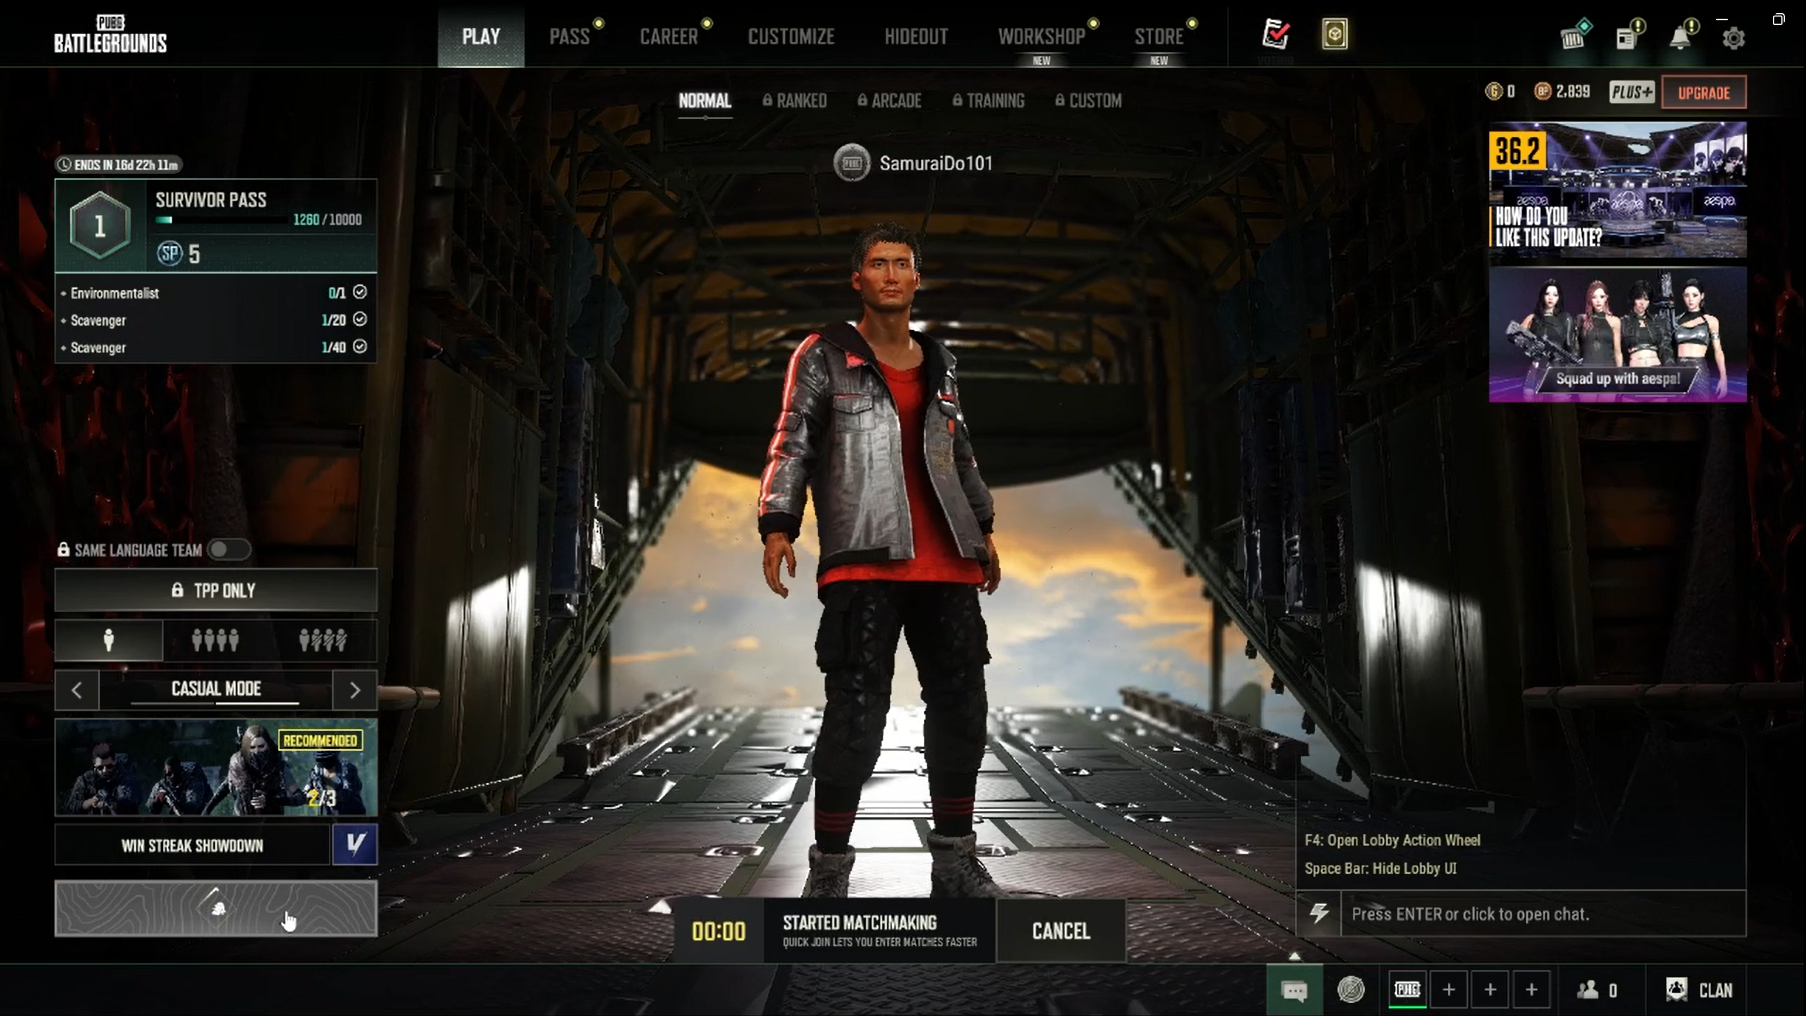 PUBG
BATTLEGROUNDS
PLAY
PASS
CAREER
CUSTOMIZE
HIDEOUT
WORKSHOP
NEW
STORE
NEW
NORMAL
RANKED
ARCADE
TRAINING
CUSTOM
G 0
BP 2,839
PLUS+
UPGRADE
SamuraiDo101
ENDS IN 16d 22h 11m
1
SURVIVOR PASS
1260 / 10000
SP 5
Environmentalist 0/1
Scavenger 1/20
Scavenger 1/40
36.2
aespa
aespa
HOW DO YOU
LIKE THIS UPDATE?
Squad up with aespa!
SAME LANGUAGE TEAM
TPP ONLY
CASUAL MODE
RECOMMENDED
2/3
WIN STREAK SHOWDOWN
V
00:00
STARTED MATCHMAKING
QUICK JOIN LETS YOU ENTER MATCHES FASTER
CANCEL
F4: Open Lobby Action Wheel
Space Bar: Hide Lobby UI
Press ENTER or click to open chat.
PUBG
0
CLAN